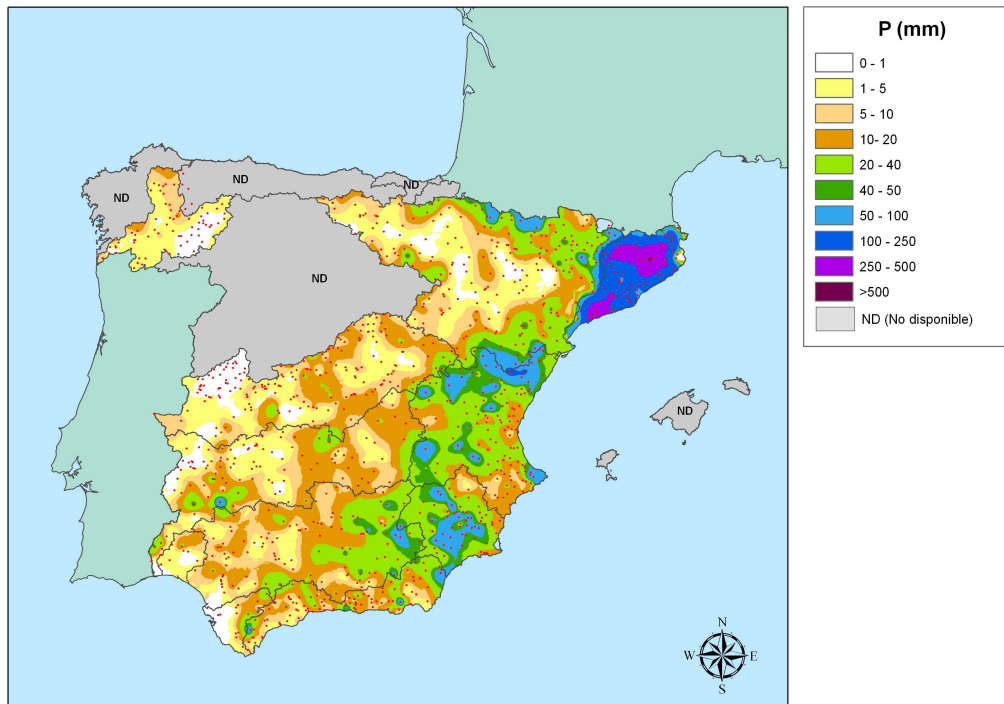 P (mm)
0 - 1
1 - 5
5 - 10
10- 20
20 - 40
40 - 50
50 - 100
100 - 250
250 - 500
>500
ND (No disponible)
ND
ND
ND
ND
ND
N
W E
S